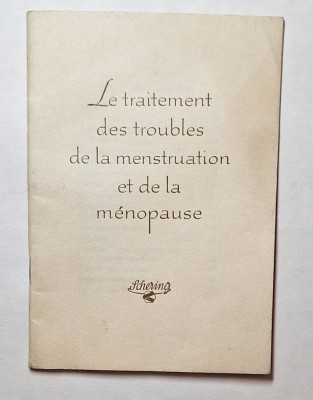 Le traitement
des troubles
de la menstruation
et de la
ménopause
Schering